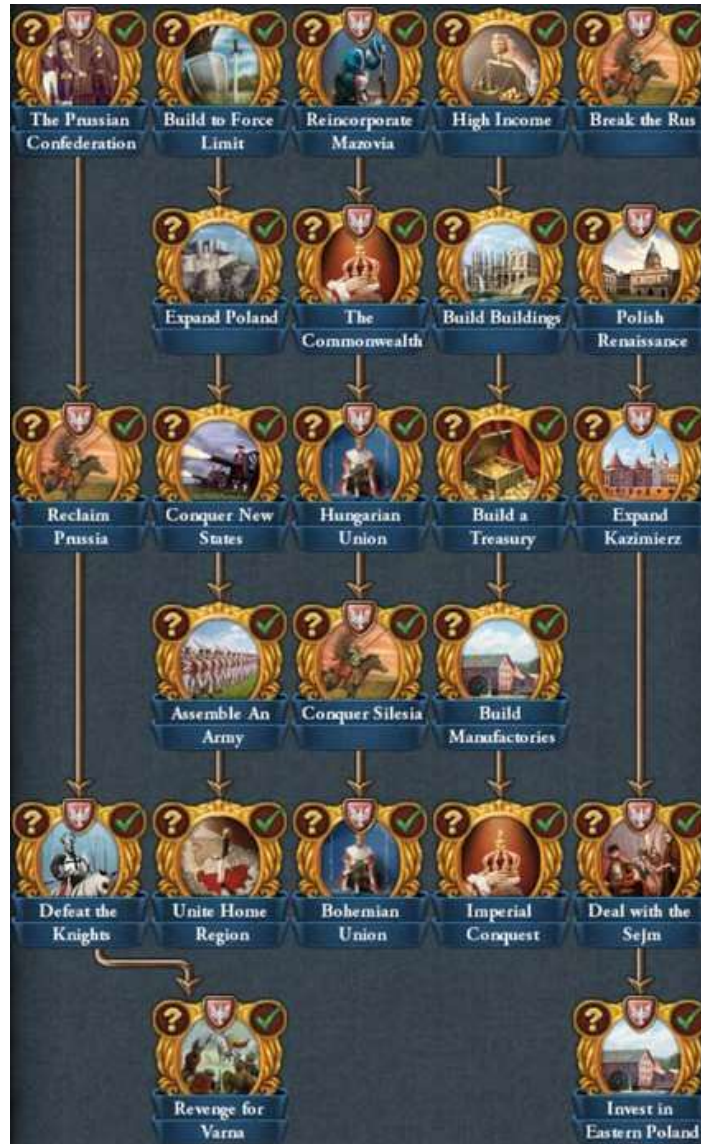 The Prussian
Confederation
Build to Force
Limit
Reincorporate
Mazovia
High Income
Break the Rus
Expand Poland
The
Commonwealth
Build Buildings
Polish
Renaissance
Reclaim
Prussia
Conquer New
States
Hungarian
Union
Build a
Treasury
Expand
Kazimierz
Assemble An
Army
Conquer Silesia
Build
Manufactories
Defeat the
Knights
Unite Home
Region
Bohemian
Union
Imperial
Conquest
Deal with the
Sejm
Revenge for
Varna
Invest in
Eastern Poland